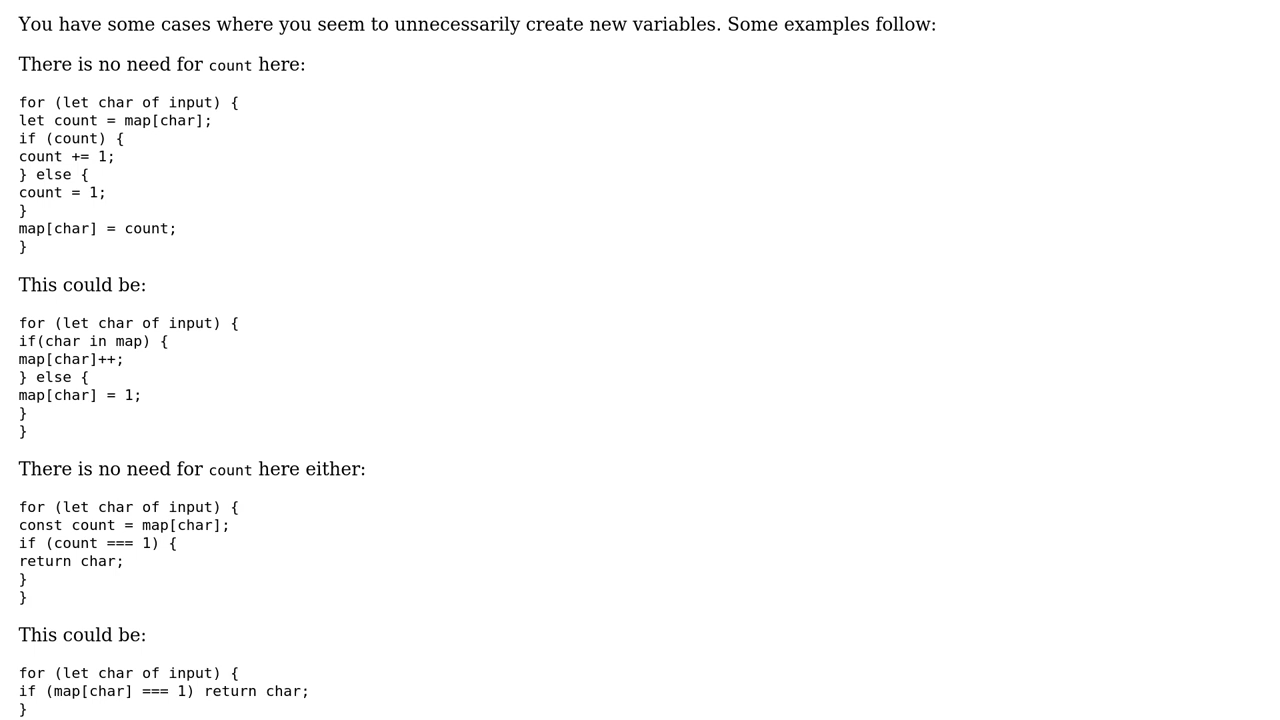 You have some cases where you seem to unnecessarily create new variables. Some examples follow:
There is no need for count here:
for (let char of input) {
let count = map[char];
if (count) {
count += 1;
} else {
count = 1;
}
map[char] = count;
}
This could be:
for (let char of input) {
if(char in map) {
map[char]++;
} else {
map[char] = 1;
}
}
There is no need for count here either:
for (let char of input) {
const count = map[char];
if (count === 1) {
return char;
}
}
This could be:
for (let char of input) {
if (map[char] === 1) return char;
}